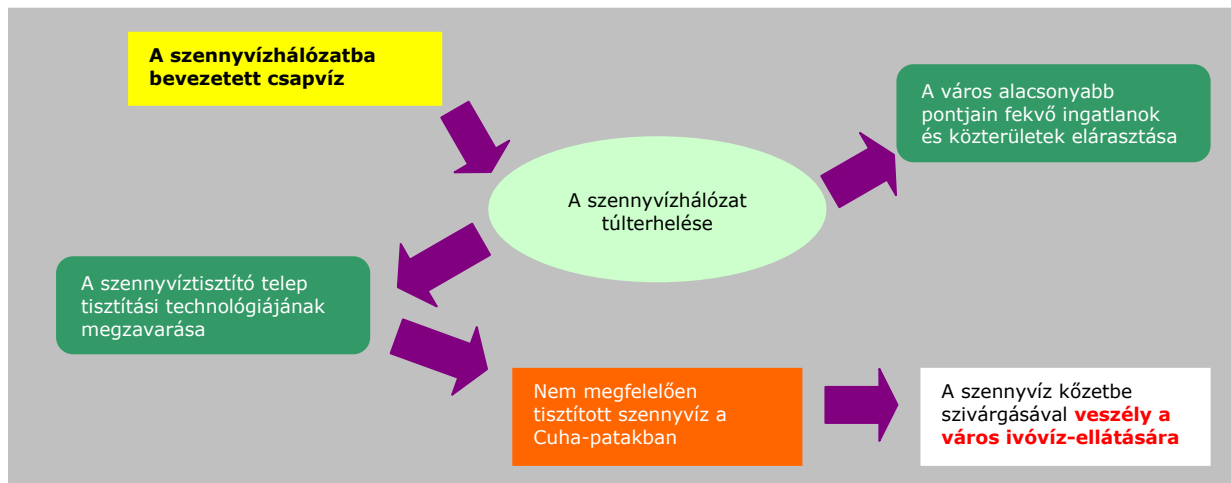 A szennyvízhálózatba
bevezetett csapvíz
A város alacsonyabb
pontjain fekvő ingatlanok
és közterületek elárasztása
A szennyvízhálózat
túlterhelése
A szennyvíztisztító telep
tisztítási technológiájának
megzavarása
Nem megfelelően
tisztított szennyvíz a
Cuha-patakban
A szennyvíz kőzetbe
szivárgásával veszély a
város ivóvíz-ellátására